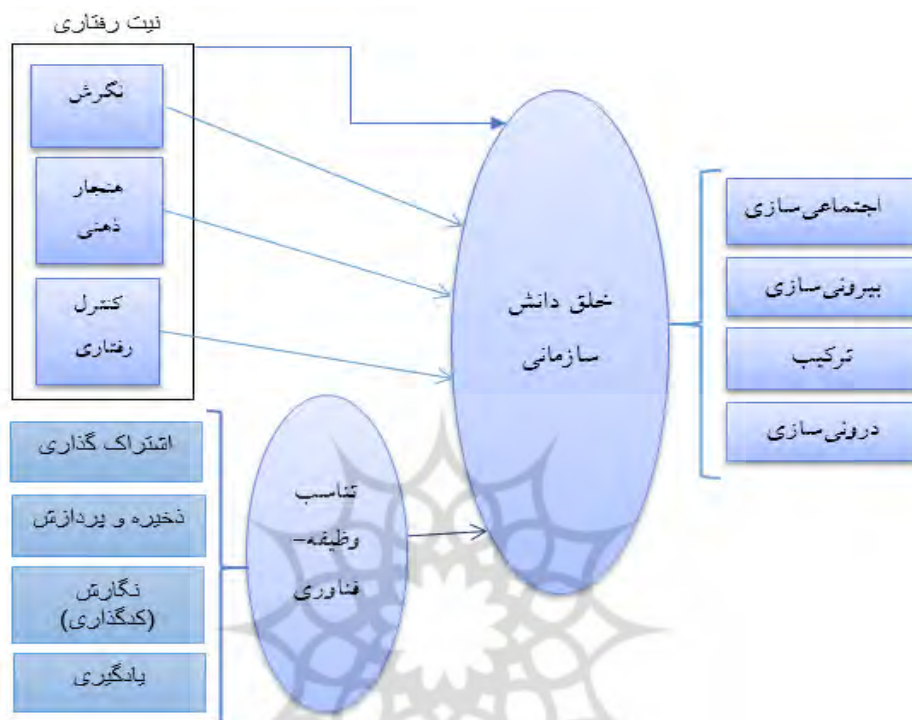 نیت رفتاری
نگرش
هنجار
ذهنی
کنترل
رفتاری
خلق دانش
سازمانی
اجتماعی‌سازی
بیرونی‌سازی
ترکیب
درونی‌سازی
تناسب
وظیفه-
فناوری
اشتراک گذاری
ذخیره و پردازش
نگارش
(کدگذاری)
یادگیری